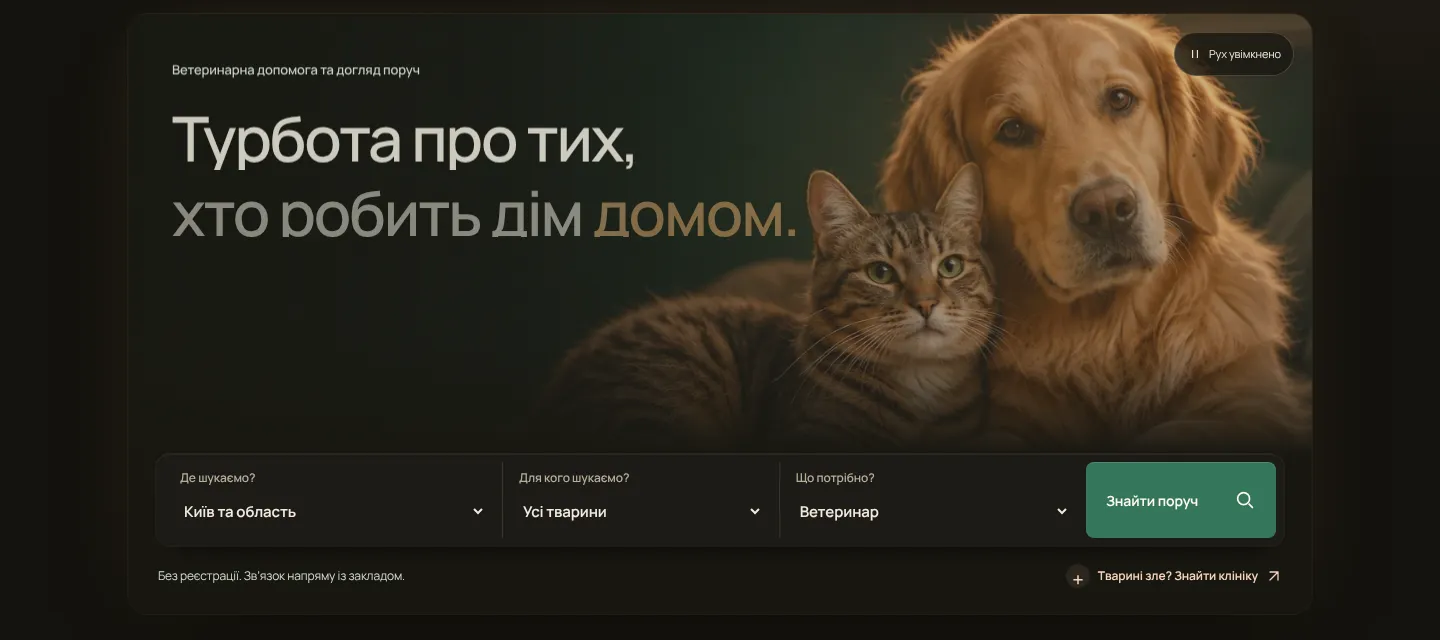 Ветеринарна допомога та догляд поруч
Рух увімкнено
Турбота про тих,
хто робить дім домом.
Де шукаємо?
Київ та область
Для кого шукаємо?
Усі тварини
Що потрібно?
Ветеринар
Знайти поруч
Без реєстрації. Зв’язок напряму із закладом.
Тварині зле? Знайти клініку